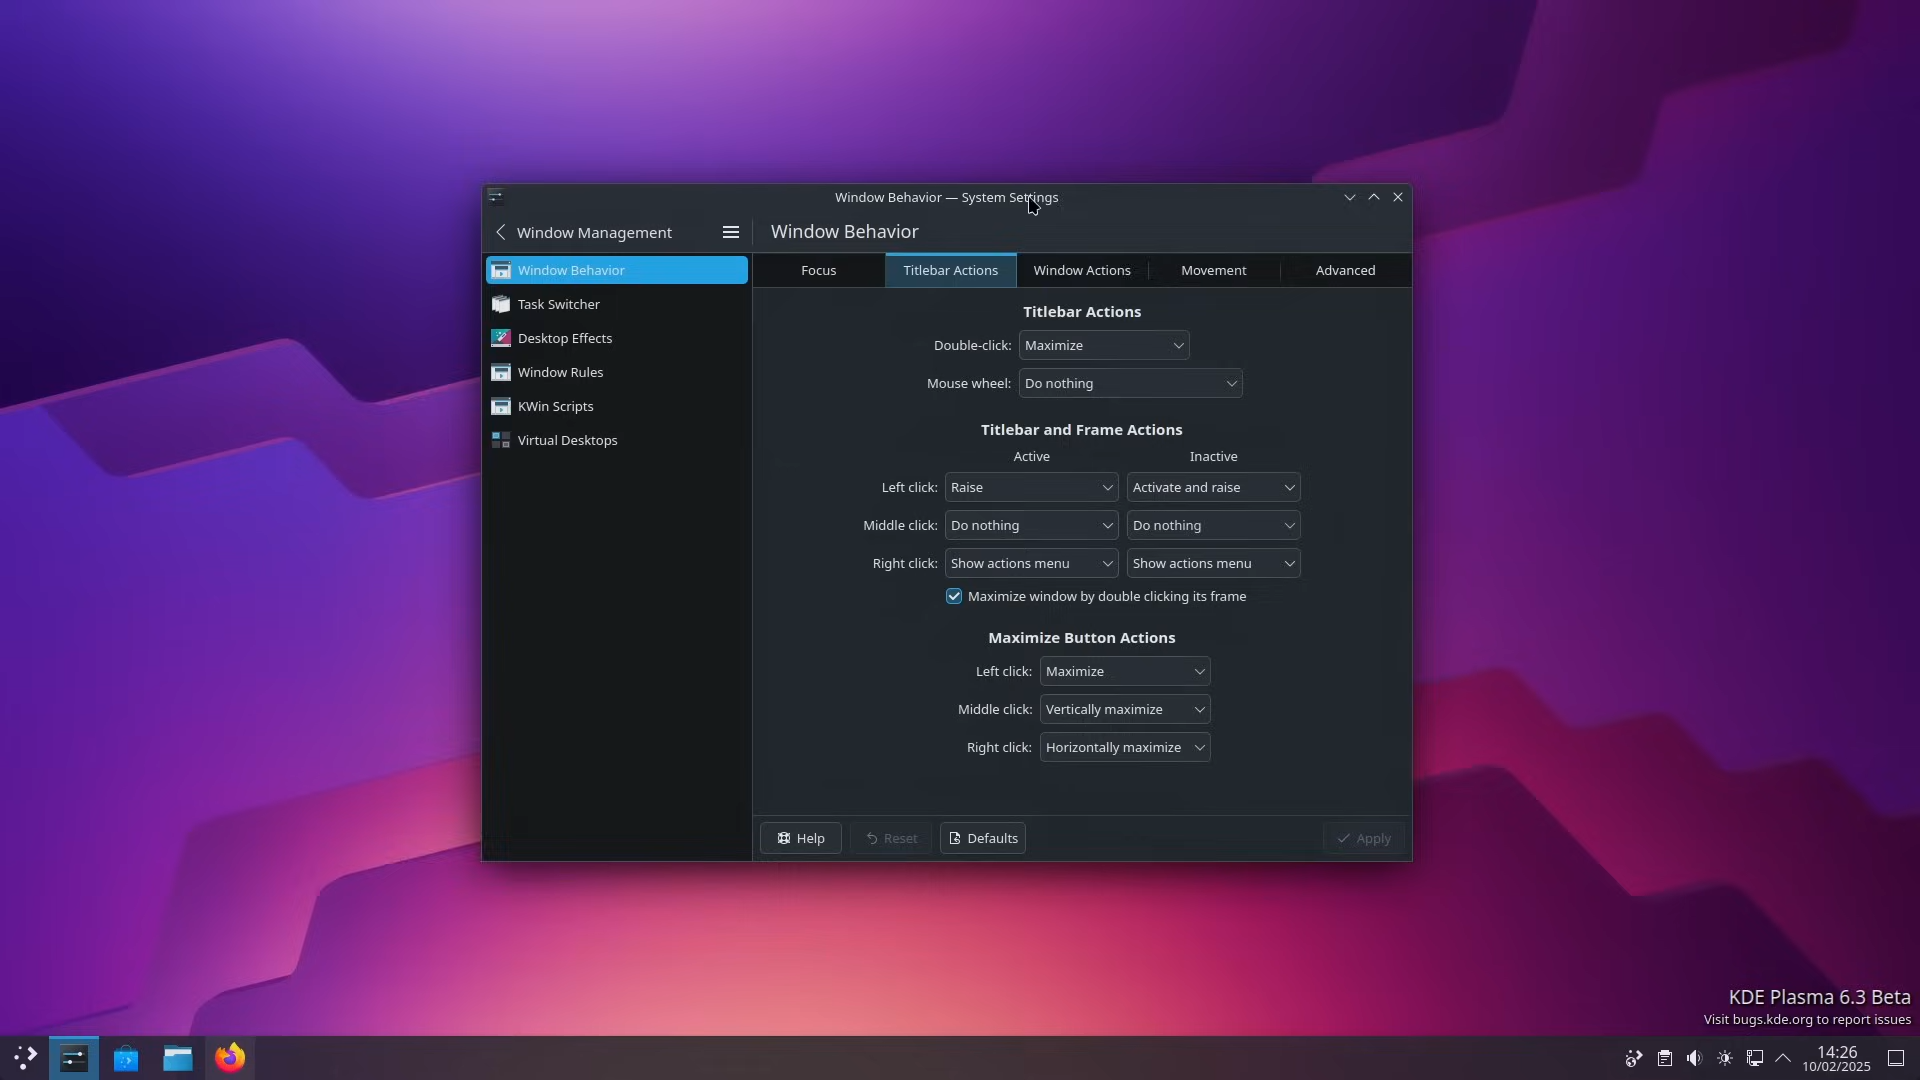 Window Behavior — System Settings
Window Management
Window Behavior
Window Behavior
Task Switcher
Desktop Effects
Window Rules
KWin Scripts
Virtual Desktops
Focus
Titlebar Actions
Window Actions
Movement
Advanced
Titlebar Actions
Double-click: Maximize
Mouse wheel: Do nothing
Titlebar and Frame Actions
Active Inactive
Left click: Raise Activate and raise
Middle click: Do nothing Do nothing
Right click: Show actions menu Show actions menu
Maximize window by double clicking its frame
Maximize Button Actions
Left click: Maximize
Middle click: Vertically maximize
Right click: Horizontally maximize
Help Reset Defaults Apply
KDE Plasma 6.3 Beta
Visit bugs.kde.org to report issues
14:26
10/02/2025